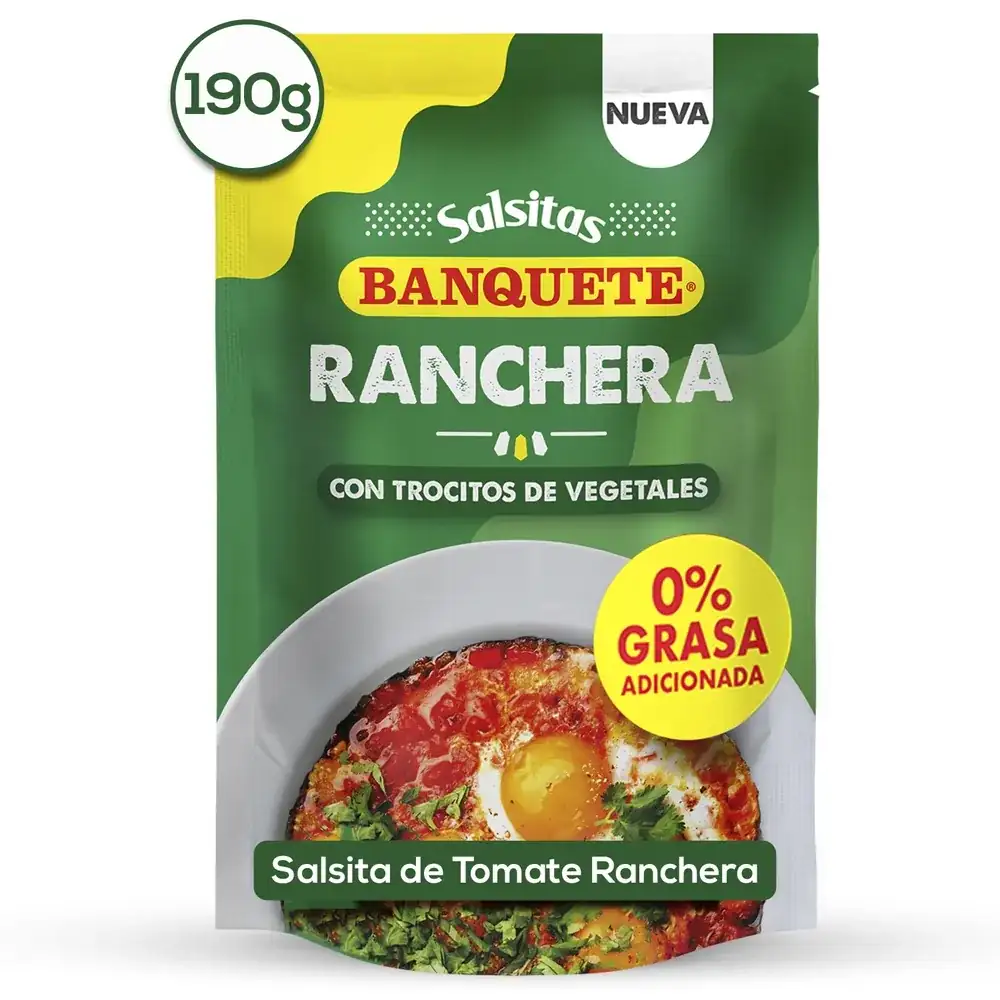 190g
NUEVA
Salsitas
BANQUETE®
RANCHERA
CON TROCITOS DE VEGETALES
0%
GRASA
ADICIONADA
Salsita de Tomate Ranchera